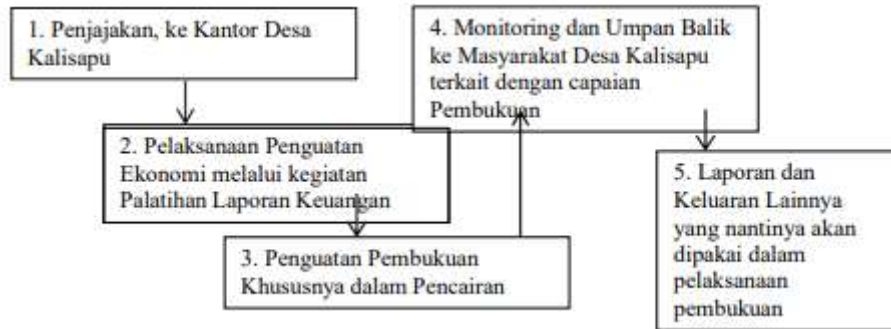 1. Penjajakan, ke Kantor Desa
Kalisapu
2. Pelaksanaan Penguatan
Ekonomi melalui kegiatan
Palatihan Laporan Keuangan
3. Penguatan Pembukuan
Khususnya dalam Pencairan
4. Monitoring dan Umpan Balik
ke Masyarakat Desa Kalisapu
terkait dengan capaian
Pembukuan
5. Laporan dan
Keluaran Lainnya
yang nantinya akan
dipakai dalam
pelaksanaan
pembukuan